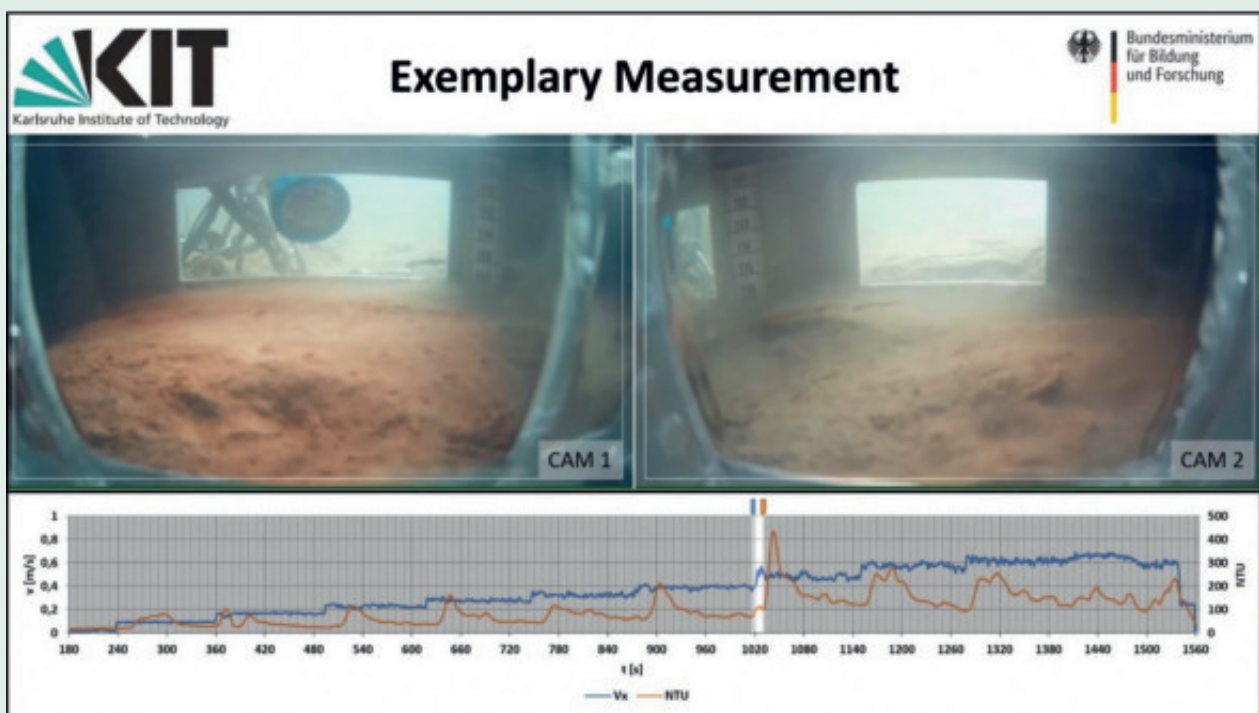 KIT
Karlsruhe Institute of Technology
Exemplary Measurement
Bundesministerium
für Bildung
und Forschung
CAM 1
CAM 2
1
0,8
0,6
0,4
0,2
0
v [m/s]
500
400
300
200
100
0
NTU
180 240 300 360 420 480 540 600 660 720 780 840 900 960 1020 1080 1140 1200 1260 1320 1380 1440 1500 1560
t [s]
Vx NTU